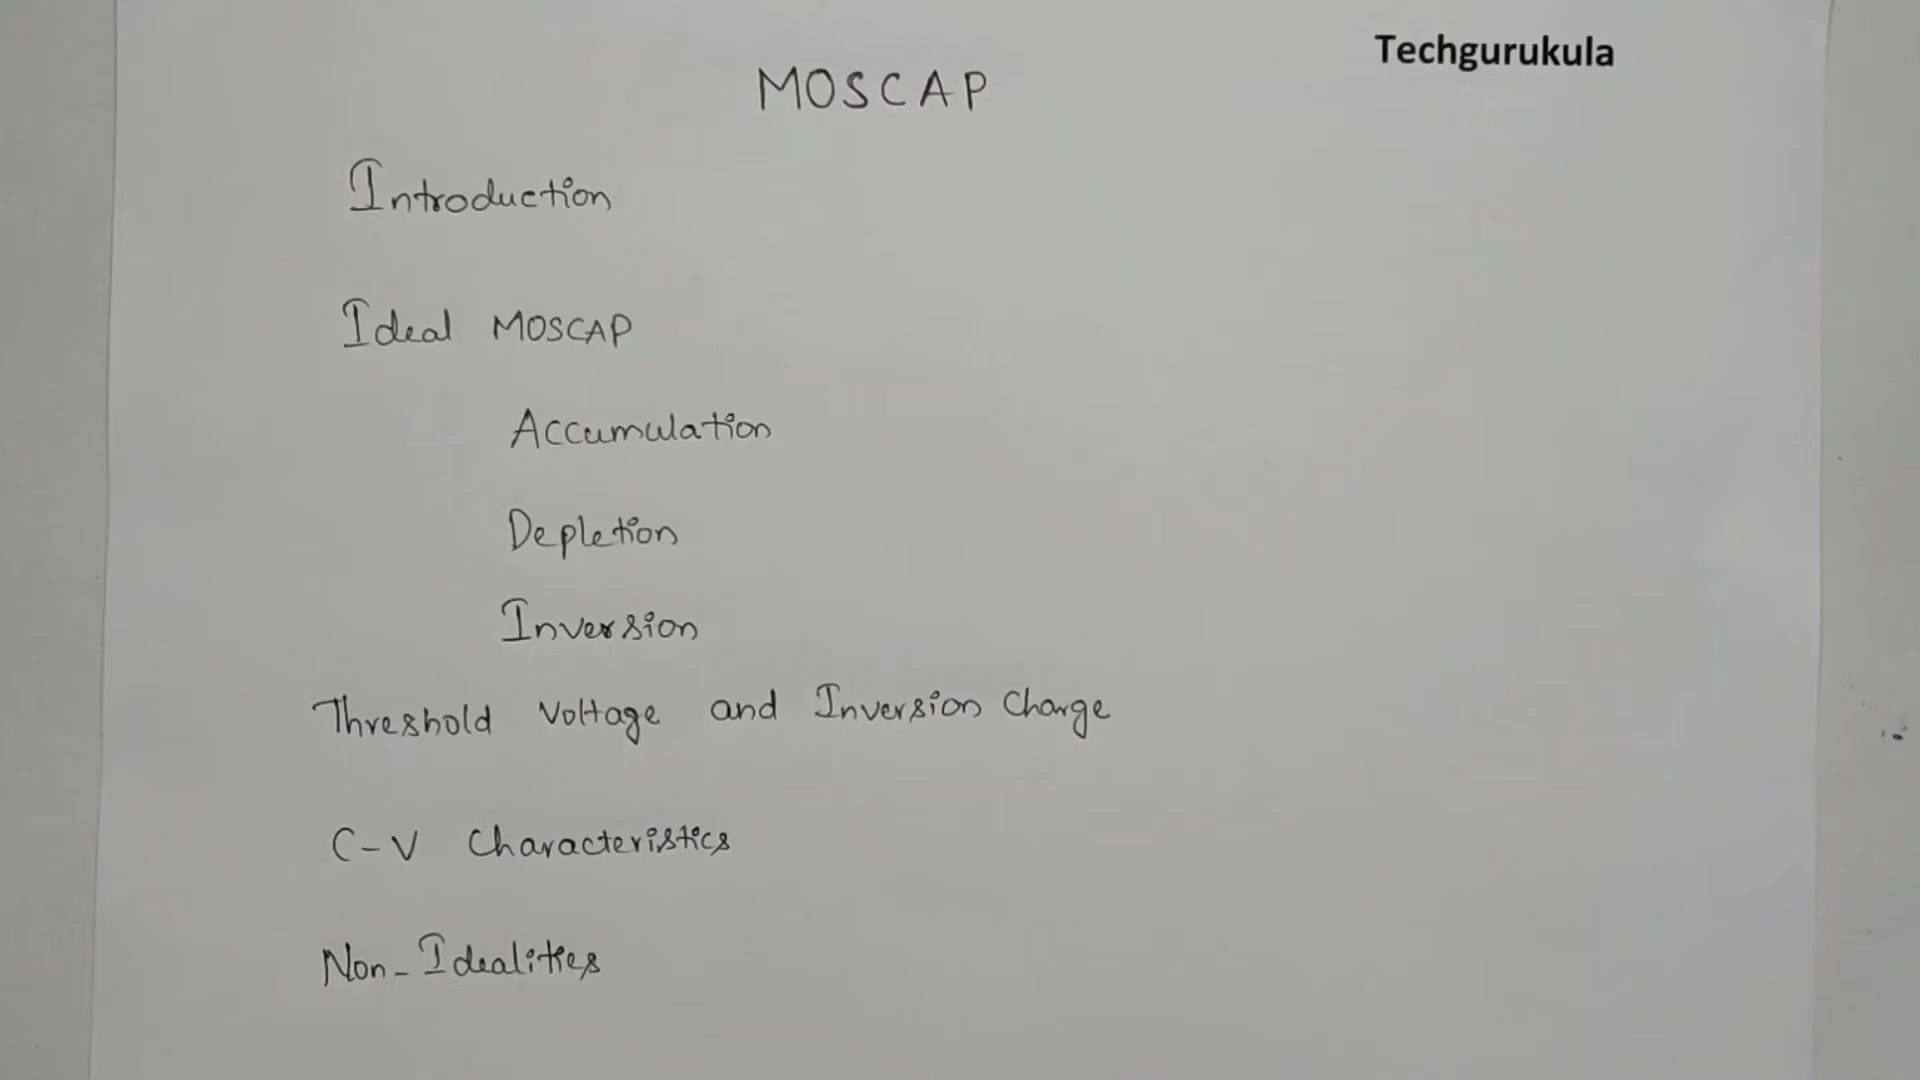 Techgurukula
MOSCAP
Introduction
Ideal MOSCAP
Accumulation
Depletion
Inversion
Threshold Voltage and Inversion Charge
C-V Characteristics
Non-Idealities